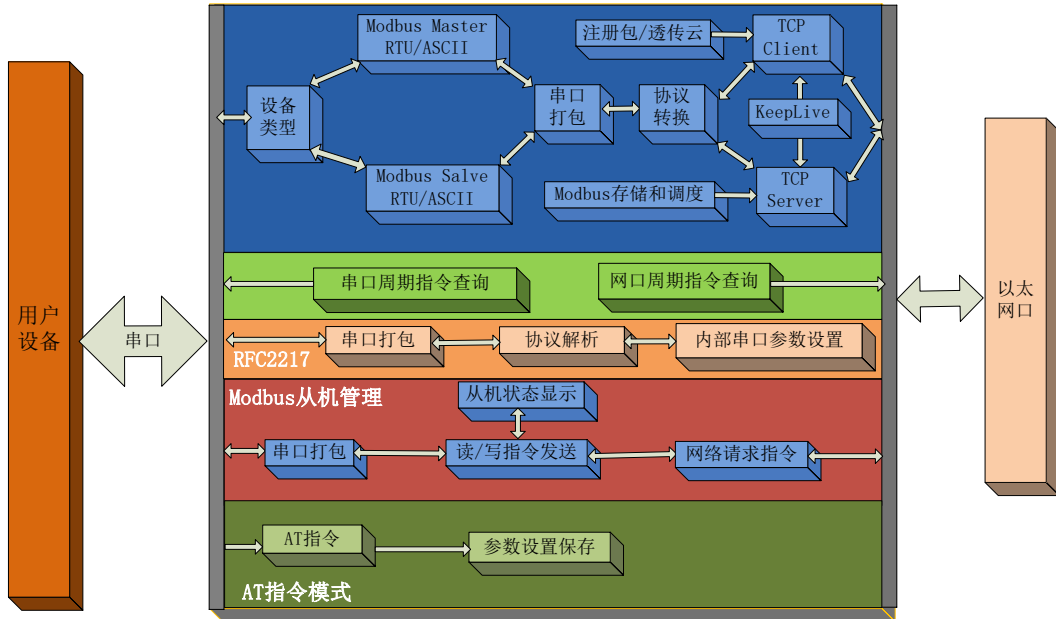 用户
设备
串口
设备
类型
Modbus Master
RTU/ASCII
Modbus Salve
RTU/ASCII
串口
打包
协议
转换
注册包/透传云
TCP
Client
KeepLive
Modbus存储和调度
TCP
Server
串口周期指令查询
网口周期指令查询
串口打包
协议解析
内部串口参数设置
RFC2217
Modbus从机管理
从机状态显示
串口打包
读/写指令发送
网络请求指令
AT指令
参数设置保存
AT指令模式
以太
网口